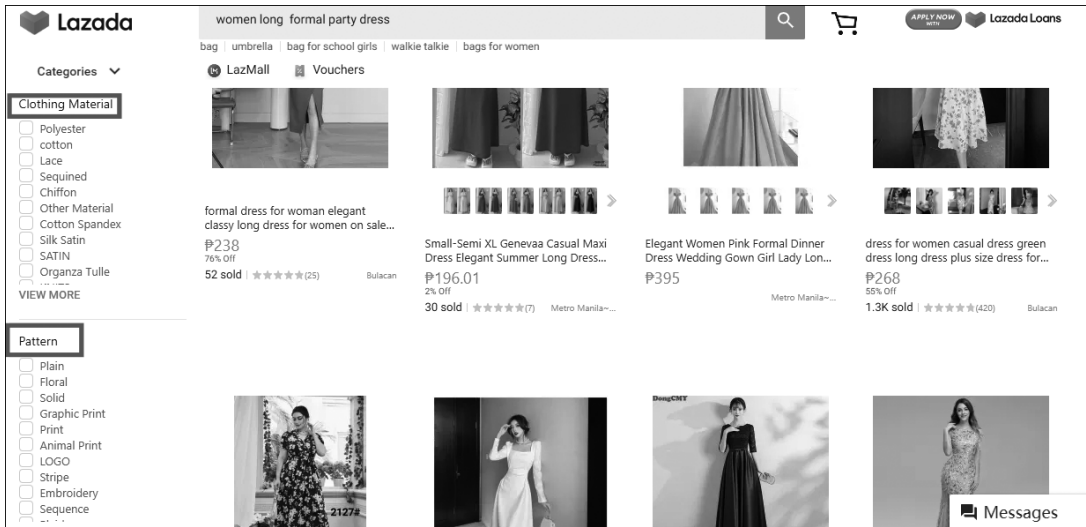 Lazada
women long formal party dress
APPLY NOW
WITH
Lazada Loans
bag | umbrella | bag for school girls | walkie talkie | bags for women
Categories
LazMall
Vouchers
Clothing Material
Polyester
cotton
Lace
Sequined
Chiffon
Other Material
Cotton Spandex
Silk Satin
SATIN
Organza Tulle
VIEW MORE
Pattern
Plain
Floral
Solid
Graphic Print
Print
Animal Print
LOGO
Stripe
Embroidery
Sequence
formal dress for woman elegant
classy long dress for women on sale...
₱238
76% Off
52 sold | (25) Bulacan
Small-Semi XL Genevaa Casual Maxi
Dress Elegant Summer Long Dress...
₱196.01
2% Off
30 sold | (7) Metro Manila~...
Elegant Women Pink Formal Dinner
Dress Wedding Gown Girl Lady Lon...
₱395
Metro Manila~...
dress for women casual dress green
dress long dress plus size dress for...
₱268
55% Off
1.3K sold | (420) Bulacan
2127#
DongCMT
Messages